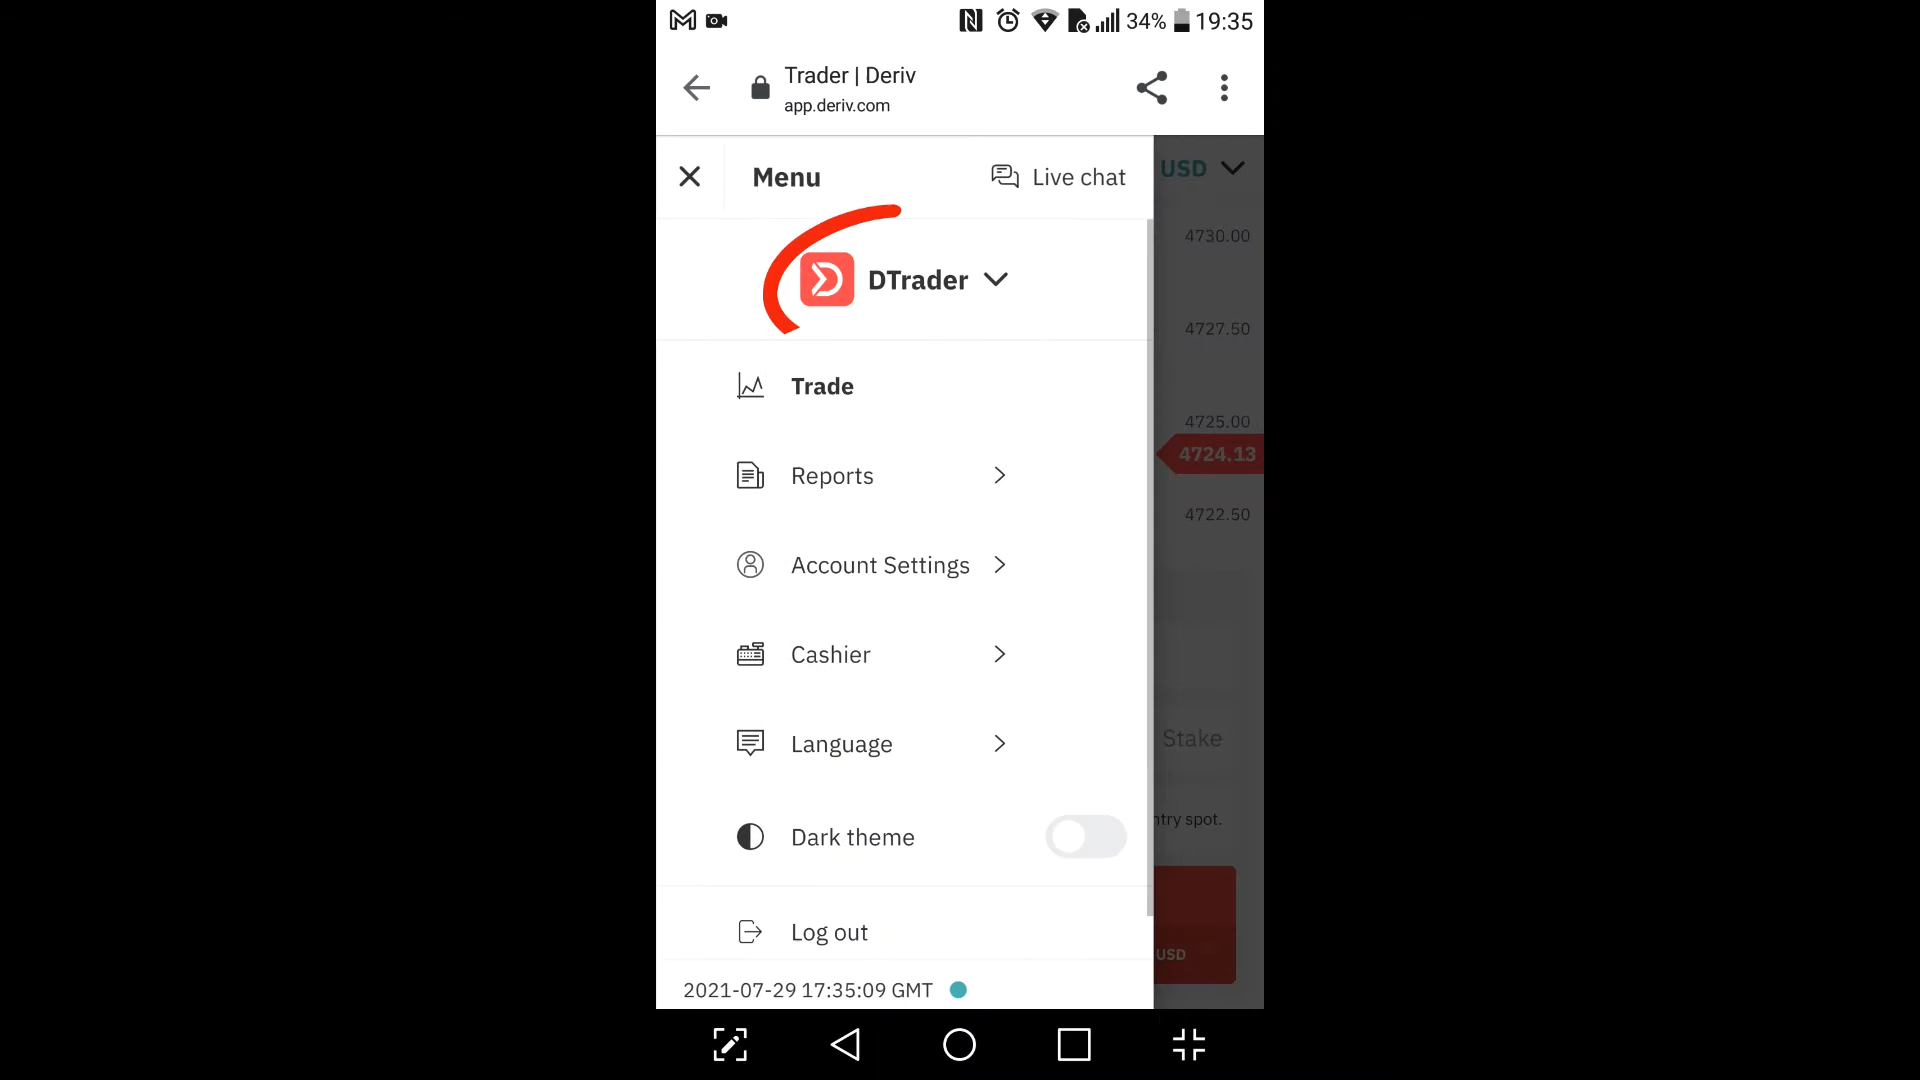 34% 19:35
Trader | Deriv
app.deriv.com
Menu
Live chat
USD
4730.00
DTrader
4727.50
Trade
4725.00
4724.13
Reports
4722.50
Account Settings
Cashier
Language
Stake
ntry spot.
Dark theme
Log out
USD
2021-07-29 17:35:09 GMT